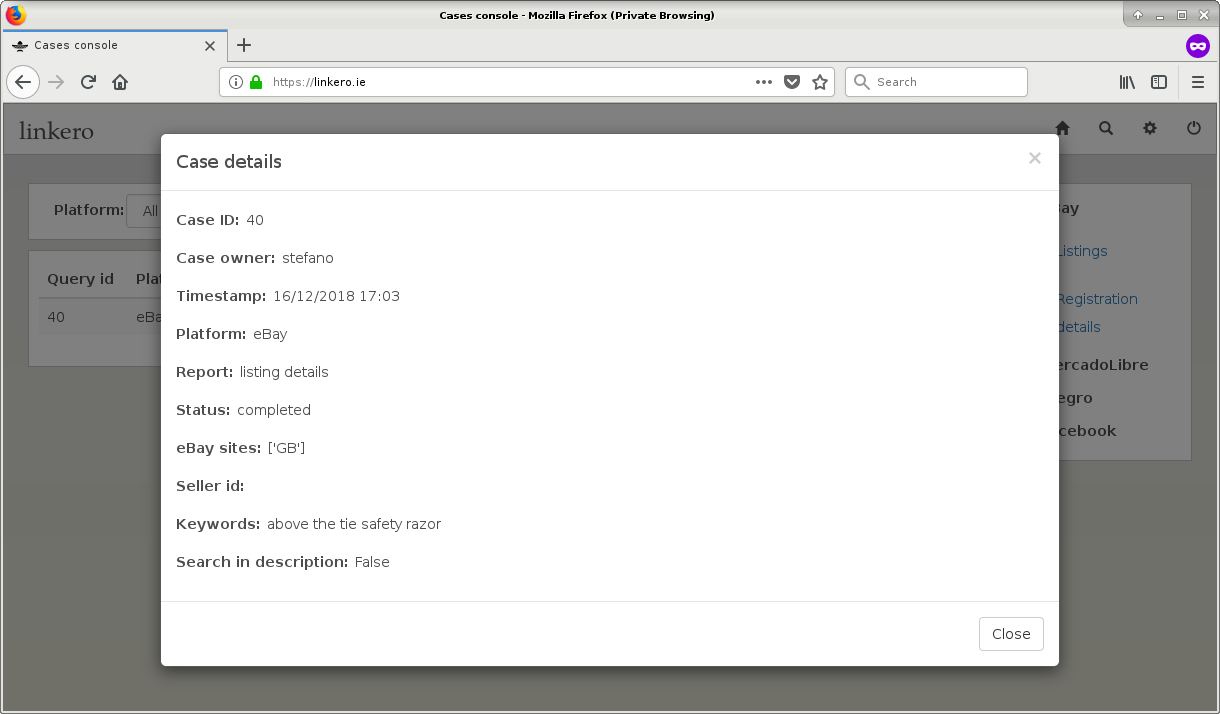 Cases console - Mozilla Firefox (Private Browsing)
Cases console
https://linkero.ie
Search
linkero
Case details
×
Case ID: 40
Case owner: stefano
Timestamp: 16/12/2018 17:03
Platform: eBay
Report: listing details
Status: completed
eBay sites: ['GB']
Seller id:
Keywords: above the tie safety razor
Search in description: False
Close
Platform: All
Query id Pla
40 eBa
ay
Listings
Registration
details
ercadoLibre
egro
cebook